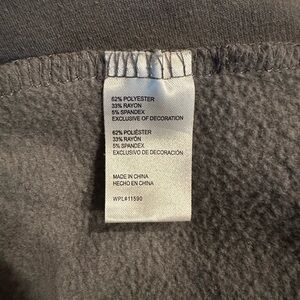 62% POLYESTER
33% RAYON
5% SPANDEX
EXCLUSIVE OF DECORATION
62% POLIÉSTER
33% RAYÓN
5% SPANDEX
EXCLUSIVO DE DECORACIÓN
MADE IN CHINA
HECHO EN CHINA
WPL#11590